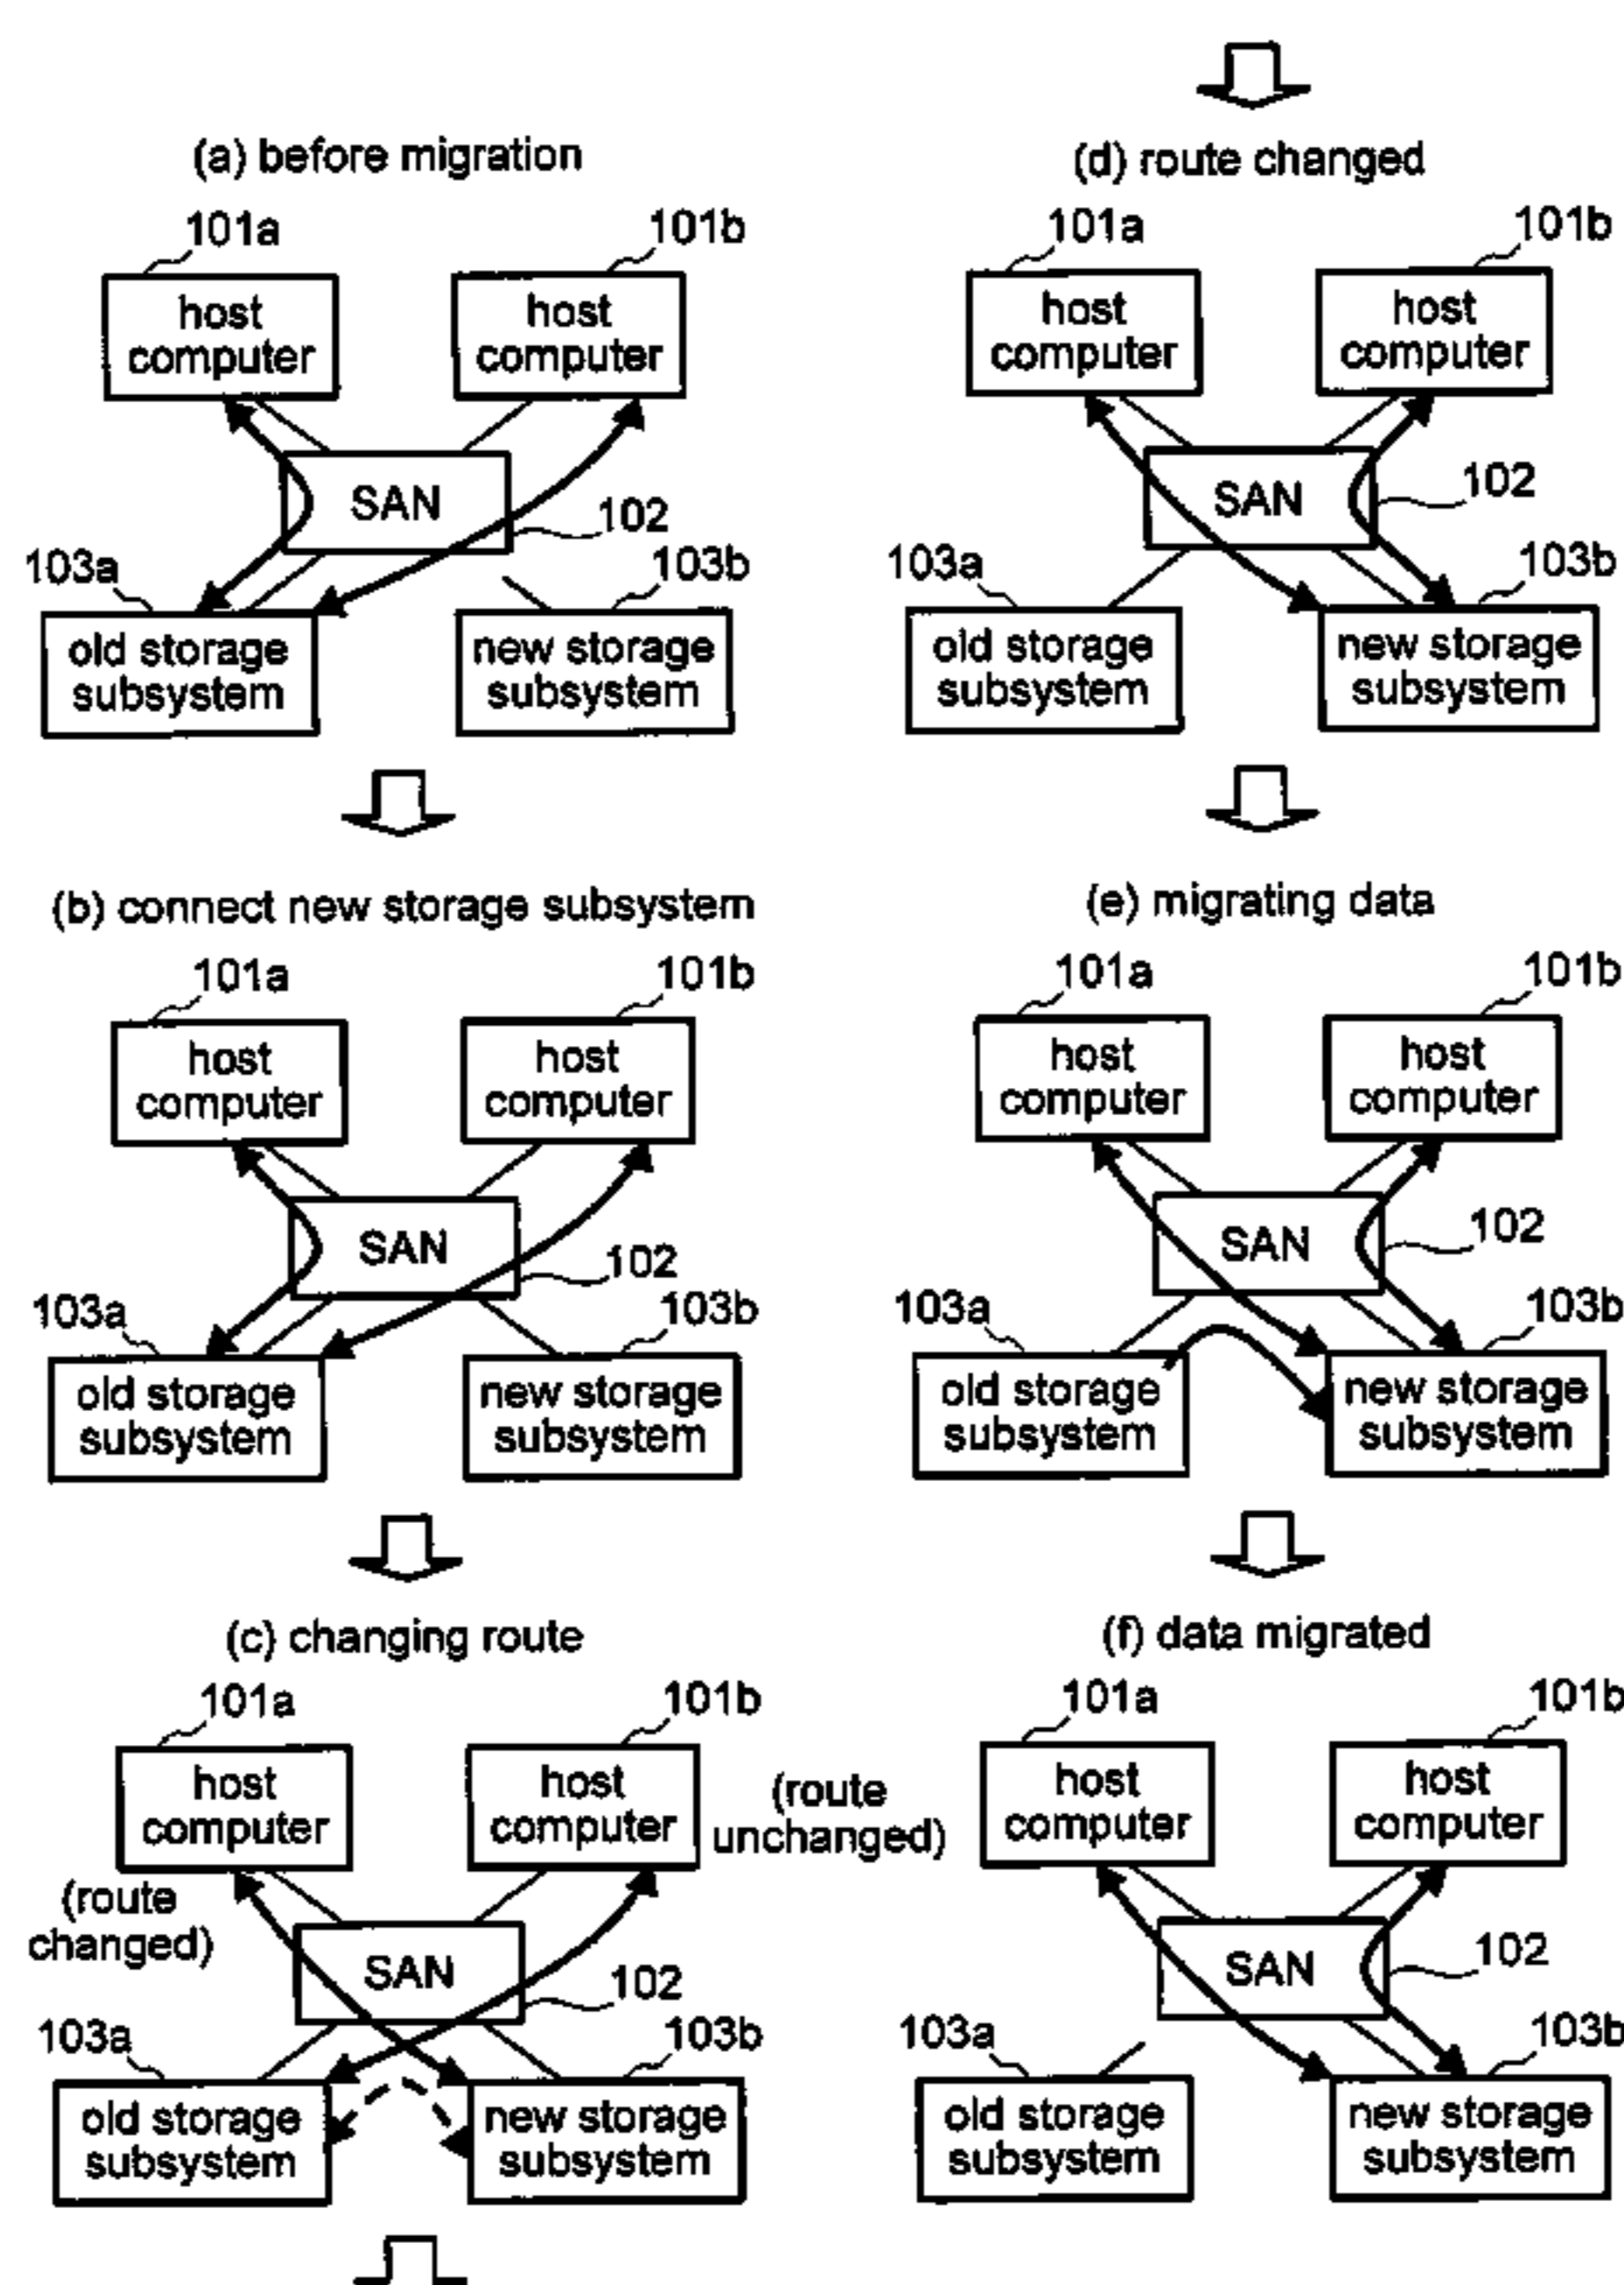 (a) before migration
101a
101b
host
computer
host
computer
SAN
102
103a
103b
old storage
subsystem
new storage
subsystem
(b) connect new storage subsystem
101a
101b
host
computer
host
computer
SAN
102
103a
103b
old storage
subsystem
new storage
subsystem
(c) changing route
101a
101b
host
computer
host
computer
(route
unchanged)
(route
changed)
SAN
102
103a
103b
old storage
subsystem
new storage
subsystem
(d) route changed
101a
101b
host
computer
host
computer
SAN
102
103a
103b
old storage
subsystem
new storage
subsystem
(e) migrating data
101a
101b
host
computer
host
computer
SAN
102
103a
103b
old storage
subsystem
new storage
subsystem
(f) data migrated
101a
101b
host
computer
host
computer
SAN
102
103a
103b
old storage
subsystem
new storage
subsystem